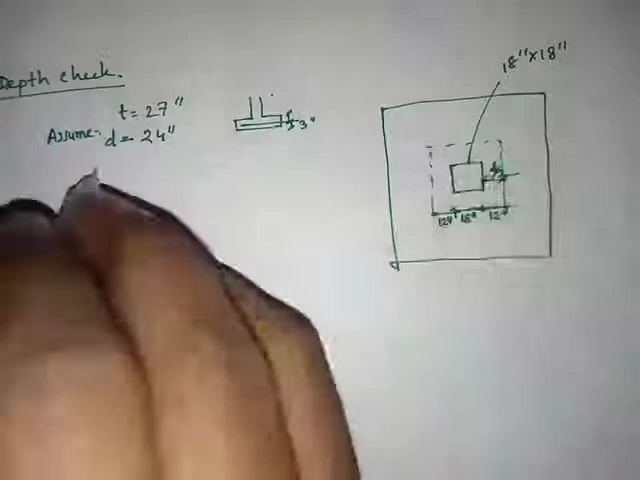 Depth check.
t = 27"
Assume- d = 24"
3"
18"x18"
12" 18" 12"